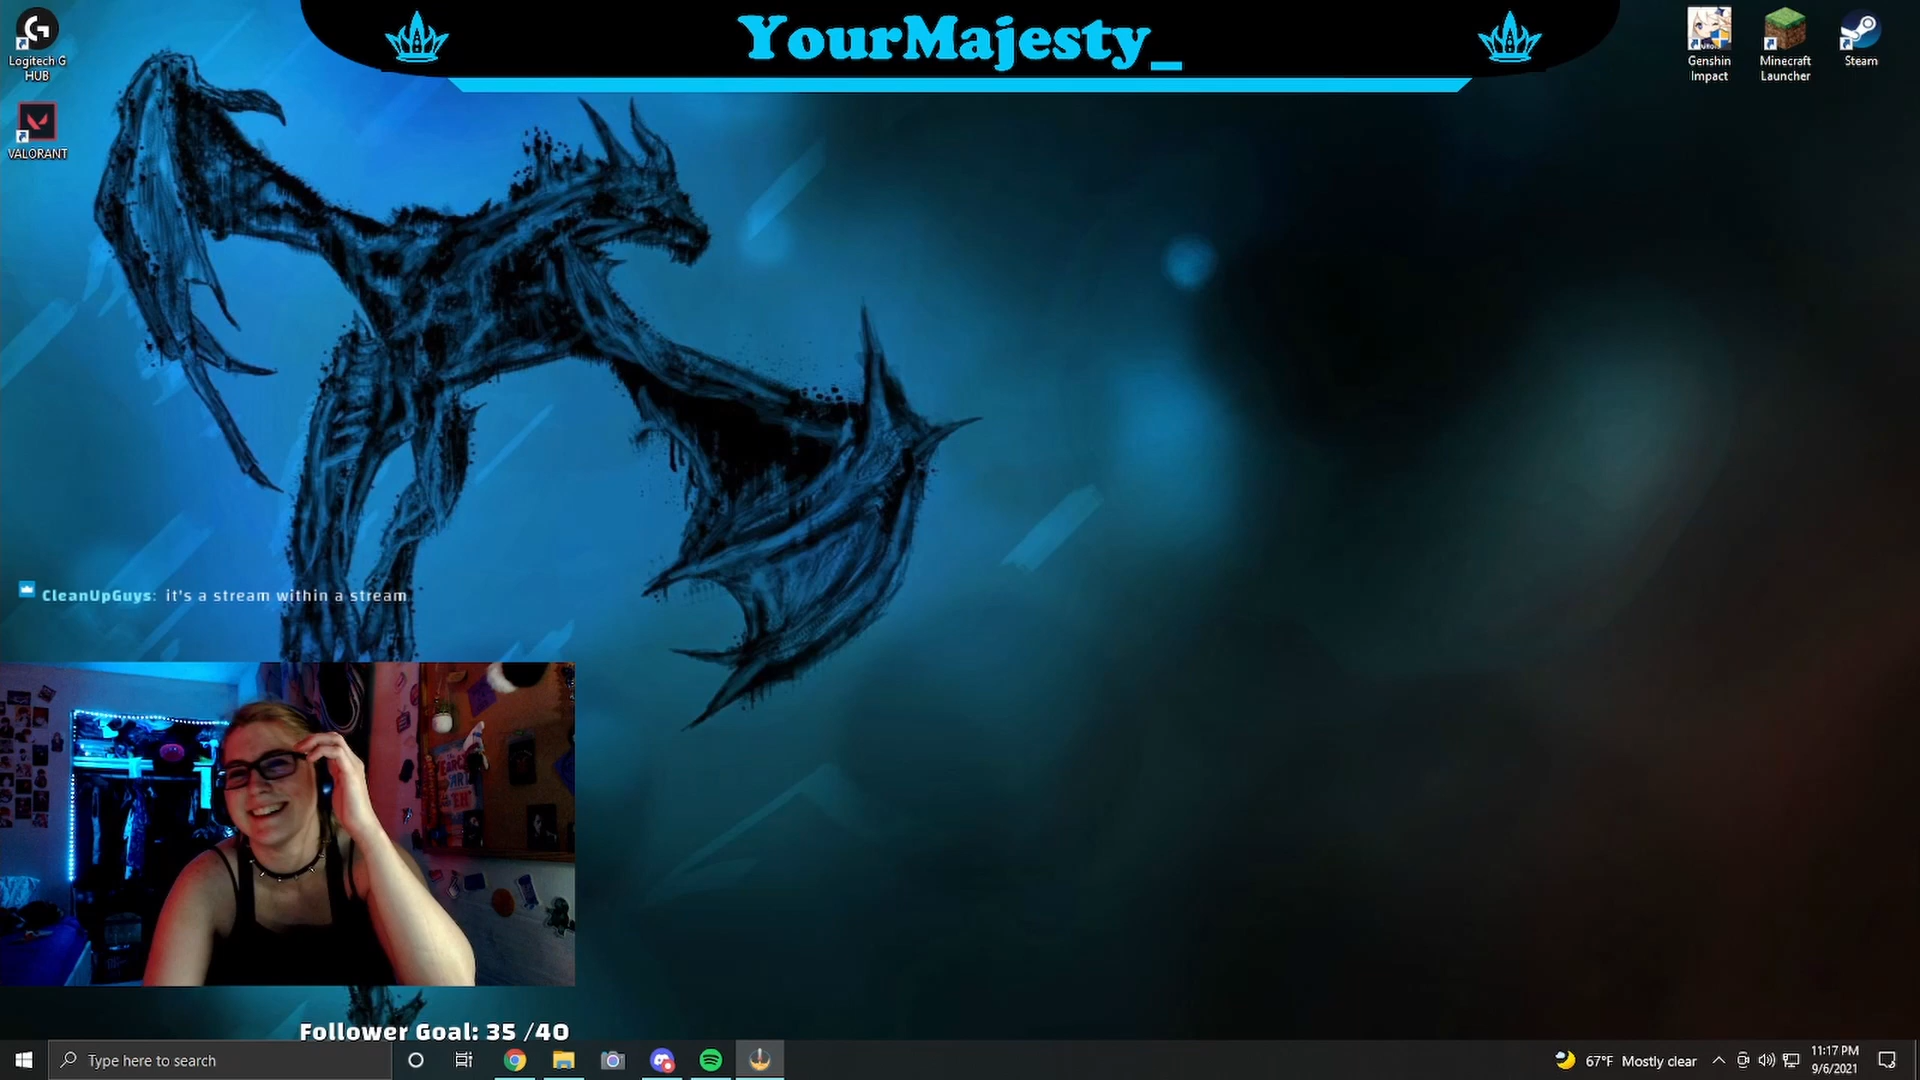 YourMajesty_
Logitech G
HUB
VALORANT
Genshin
Impact
Minecraft
Launcher
Steam
CleanUpGuys: it's a stream within a stream
Follower Goal: 35 /40
Type here to search
67°F Mostly clear
11:17 PM
9/6/2021